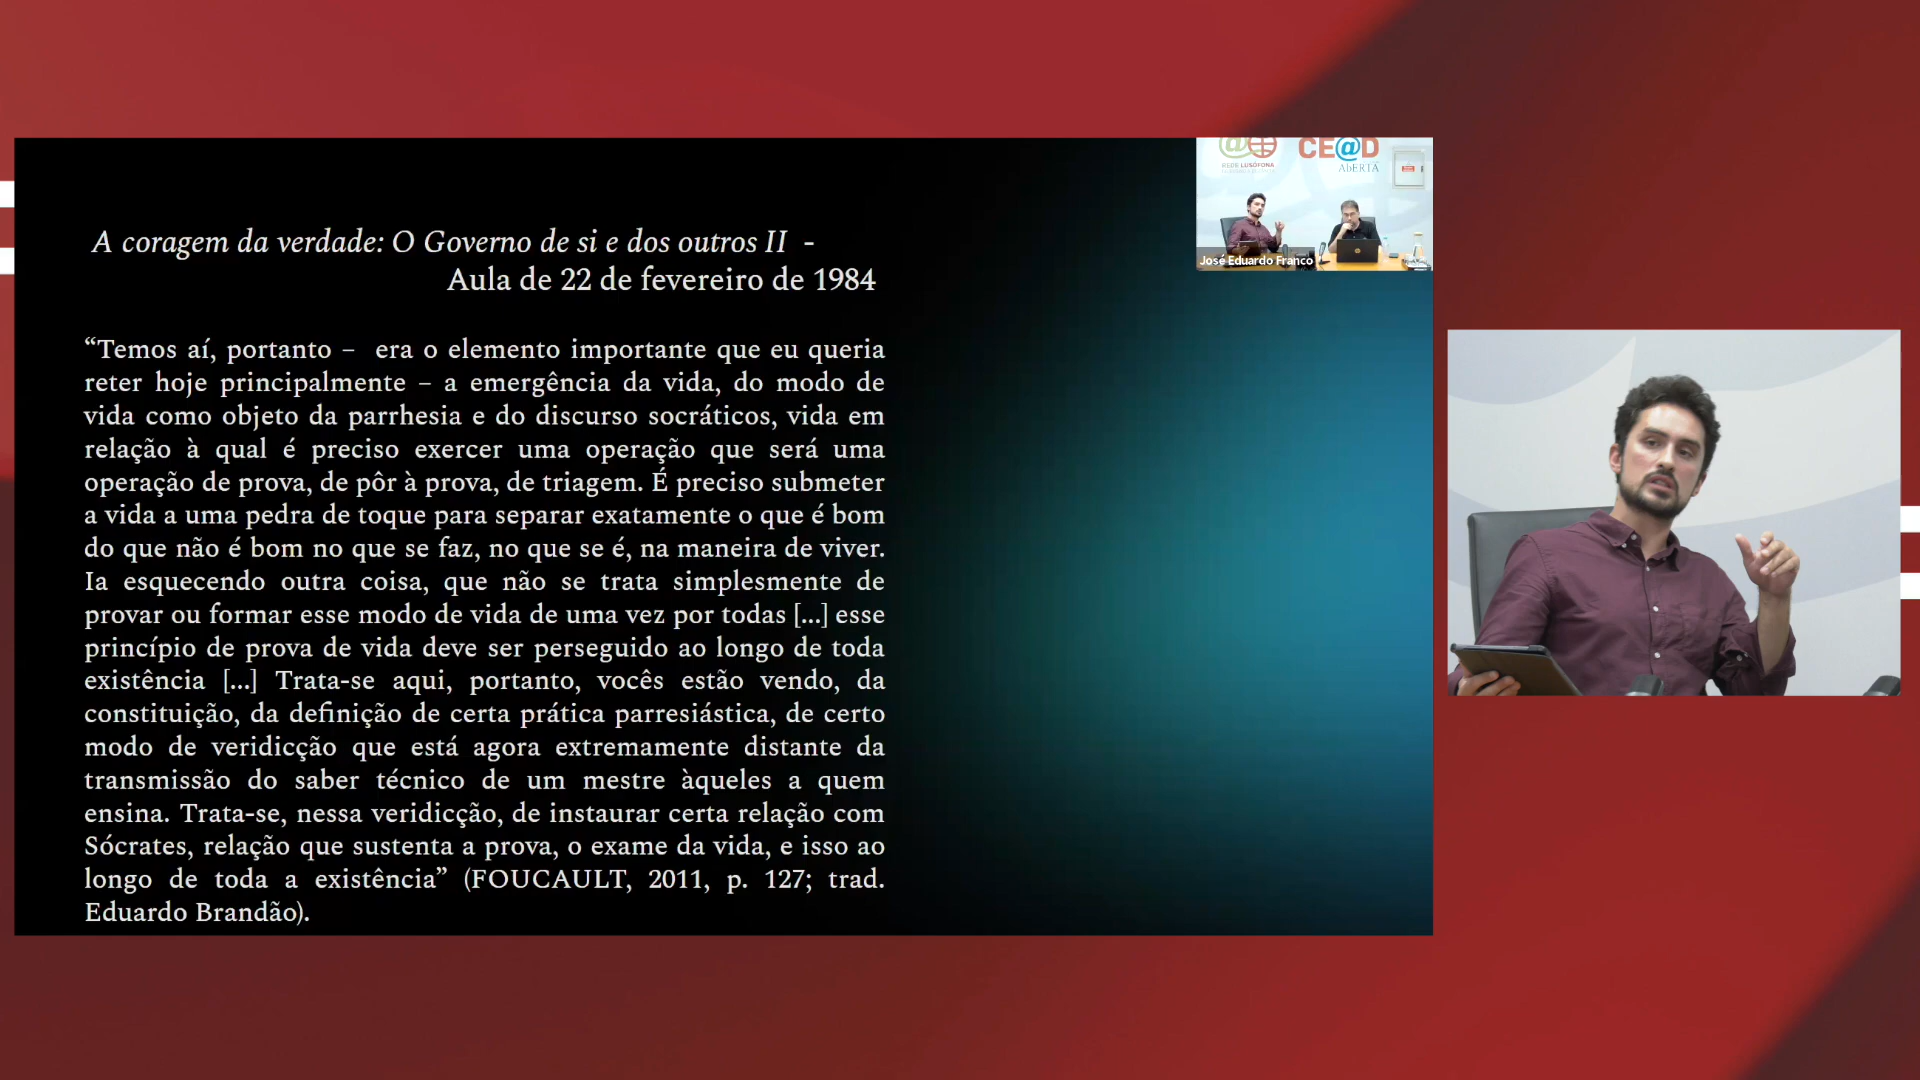 A coragem da verdade: O Governo de si e dos outros II -
Aula de 22 de fevereiro de 1984
“Temos aí, portanto – era o elemento importante que eu queria
reter hoje principalmente – a emergência da vida, do modo de
vida como objeto da parrhesia e do discurso socráticos, vida em
relação à qual é preciso exercer uma operação que será uma
operação de prova, de pôr à prova, de triagem. É preciso submeter
a vida a uma pedra de toque para separar exatamente o que é bom
do que não é bom no que se faz, no que se é, na maneira de viver.
Ia esquecendo outra coisa, que não se trata simplesmente de
provar ou formar esse modo de vida de uma vez por todas [...] esse
princípio de prova de vida deve ser perseguido ao longo de toda
existência [...] Trata-se aqui, portanto, vocês estão vendo, da
constituição, da definição de certa prática parresiástica, de certo
modo de veridicção que está agora extremamente distante da
transmissão do saber técnico de um mestre àqueles a quem
ensina. Trata-se, nessa veridicção, de instaurar certa relação com
Sócrates, relação que sustenta a prova, o exame da vida, e isso ao
longo de toda a existência” (FOUCAULT, 2011, p. 127; trad.
Eduardo Brandão).
REDE LUSÓFONA
CE@D
AbERTA
José Eduardo Franco